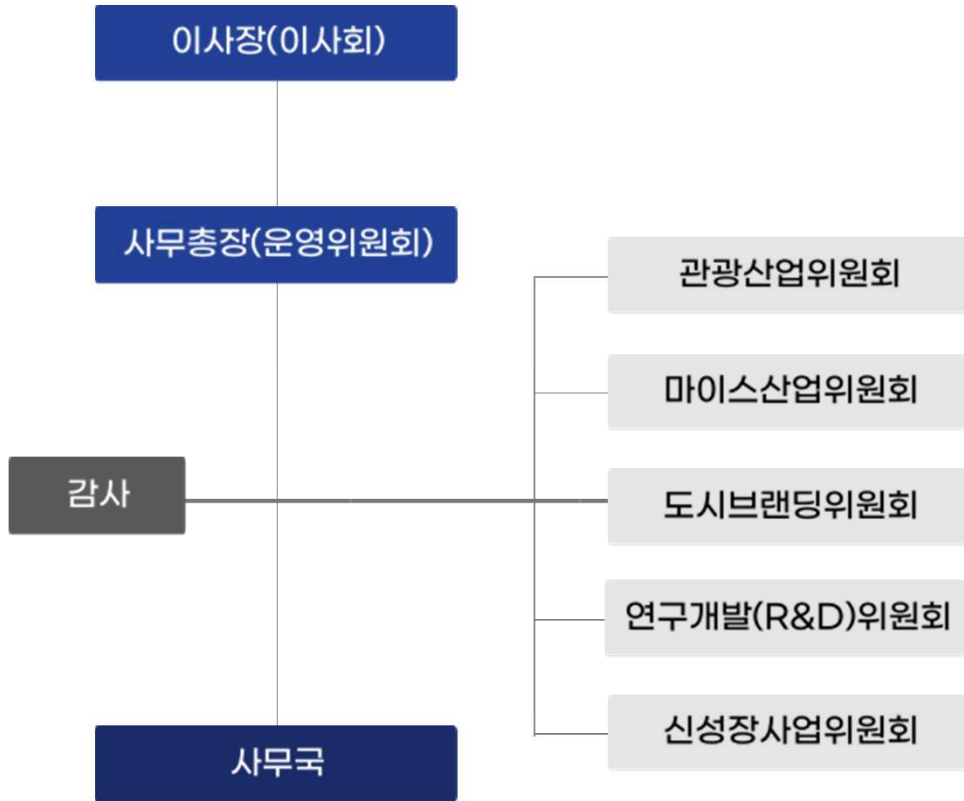 이사장(이사회)
사무총장(운영위원회)
관광산업위원회
마이스산업위원회
감사
도시브랜딩위원회
연구개발(R&D)위원회
신성장사업위원회
사무국